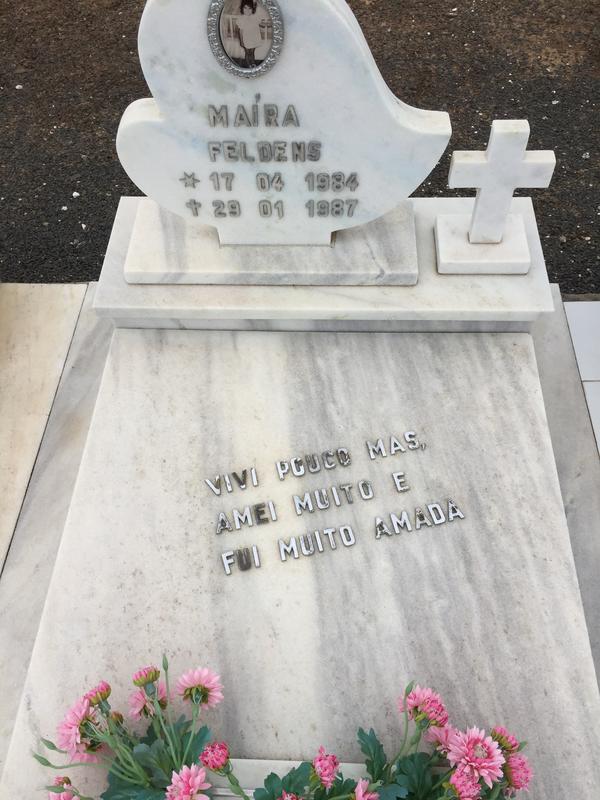 MAÍRA
FELDENS
☆ 17 04 1984
✝ 29 01 1987
VIVI POUCO MAS,
AMEI MUITO E
FUI MUITO AMADA